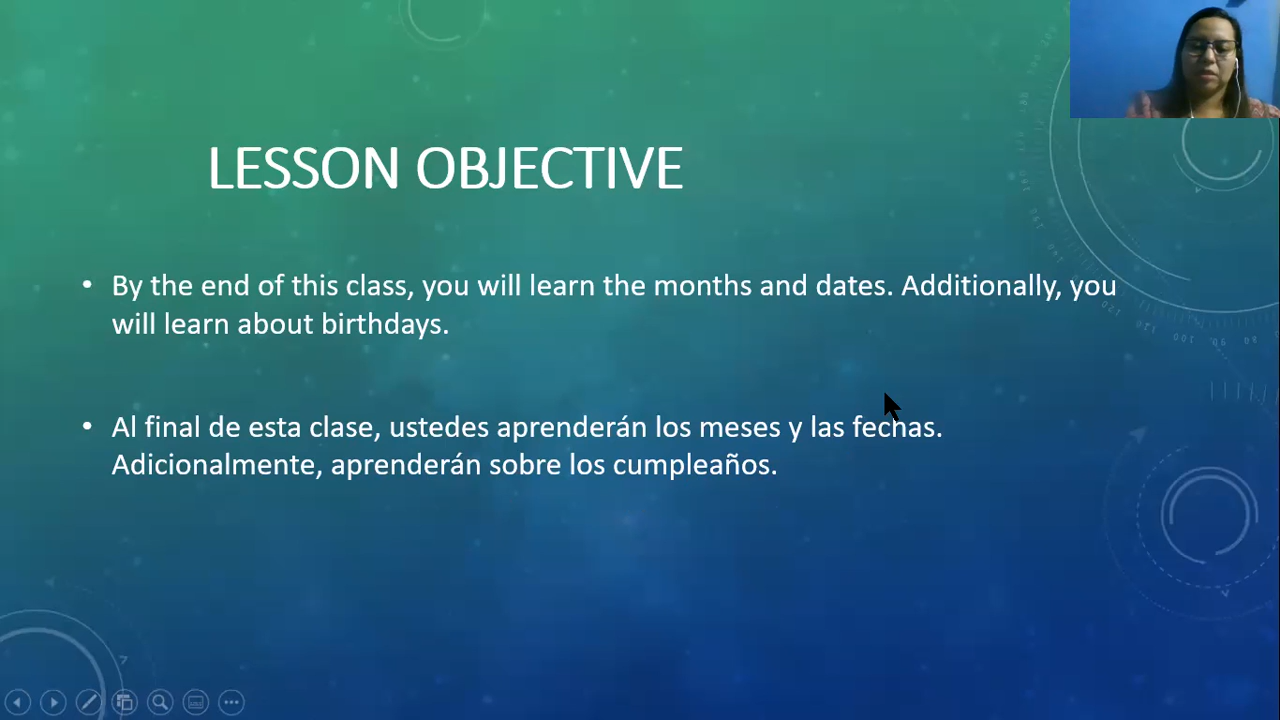 LESSON OBJECTIVE
• By the end of this class, you will learn the months and dates. Additionally, you
will learn about birthdays.
• Al final de esta clase, ustedes aprenderán los meses y las fechas.
Adicionalmente, aprenderán sobre los cumpleaños.